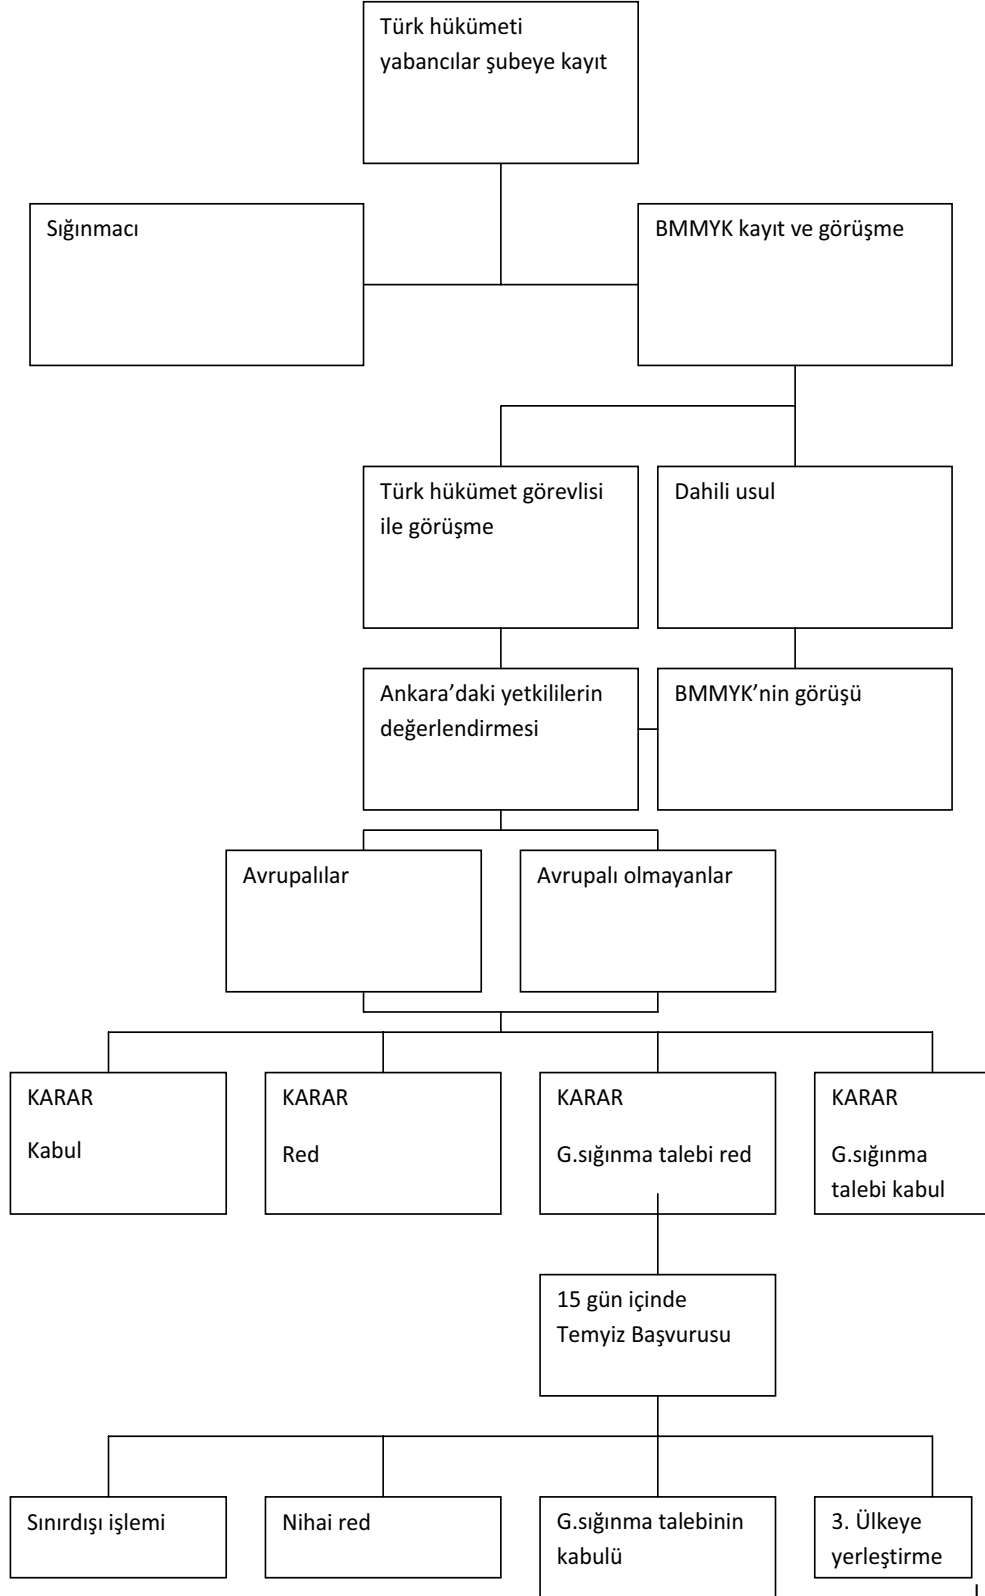 Türk hükümeti
yabancılar şubeye kayıt
Sığınmacı
BMMYK kayıt ve görüşme
Türk hükümet görevlisi
ile görüşme
Dahili usul
Ankara’daki yetkililerin
değerlendirmesi
BMMYK’nin görüşü
Avrupalılar
Avrupalı olmayanlar
KARAR
Kabul
KARAR
Red
KARAR
G.sığınma talebi red
KARAR
G.sığınma
talebi kabul
15 gün içinde
Temyiz Başvurusu
Sınırdışı işlemi
Nihai red
G.sığınma talebinin
kabulü
3. Ülkeye
yerleştirme